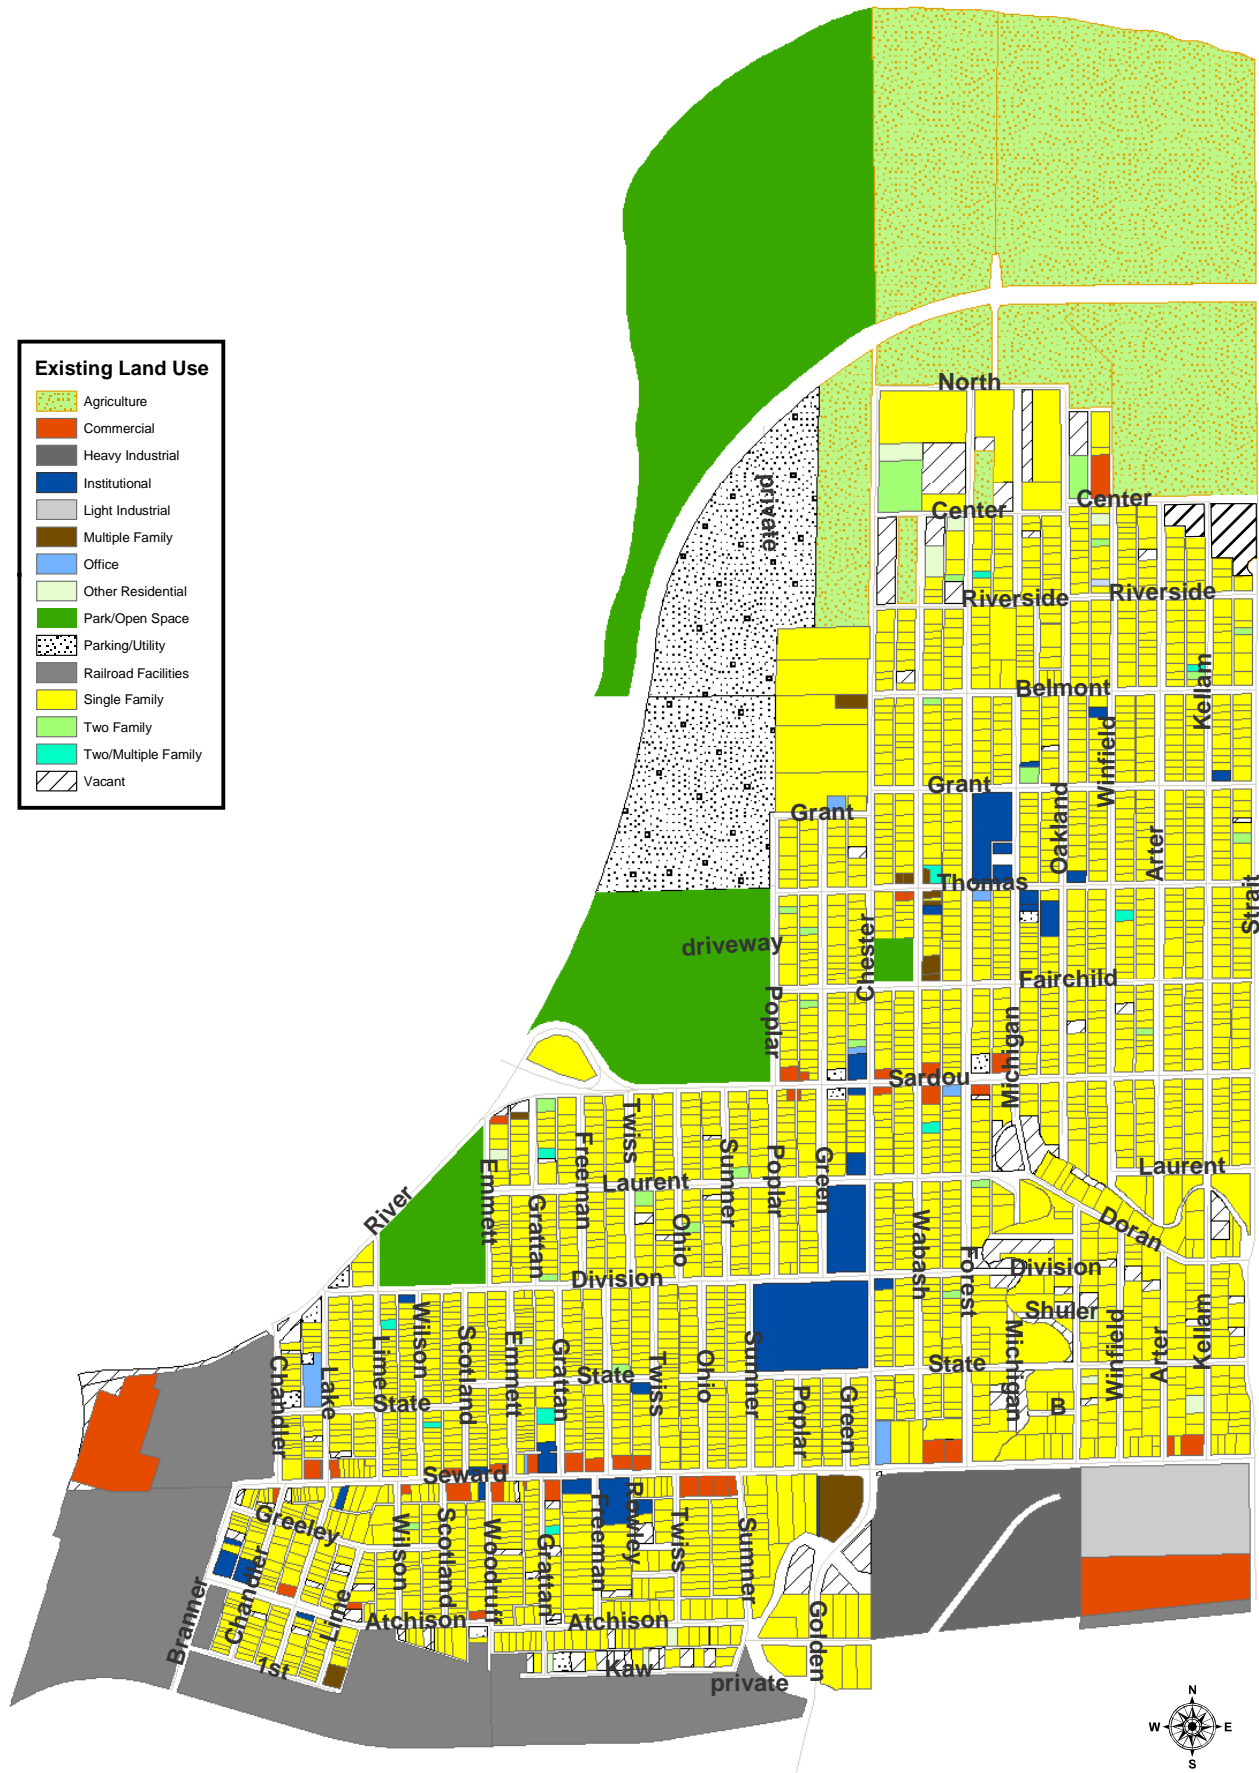 Existing Land Use
Agriculture
Commercial
Heavy Industrial
Institutional
Light Industrial
Multiple Family
Office
Other Residential
Park/Open Space
Parking/Utility
Railroad Facilities
Single Family
Two Family
Two/Multiple Family
Vacant
North
private
Center
Center
Riverside
Riverside
Belmont
Kellam
Winfield
Grant
Grant
Oakland
Arter
Thomas
Strait
driveway
Chester
Fairchild
Poplar
Michigan
Sardou
Twiss
Freeman
Sumner
Poplar
Green
Emmett
Laurent
Laurent
River
Grattan
Ohio
Wabash
Doran
Forest
Division
Division
Shuler
Wilson
Lime
Scotland
Emmett
Grattan
State
Twiss
Ohio
Sumner
State
Michigan
Winfield
Arter
Kellam
Chandler
Lake
State
Poplar
Green
B
Seward
Greeley
Wilson
Scotland
Woodruff
Grattan
Freeman
Rowley
Twiss
Sumner
Branner
Chandler
Lime
Atchison
Atchison
Golden
1st
Kaw
private
N
W
E
S